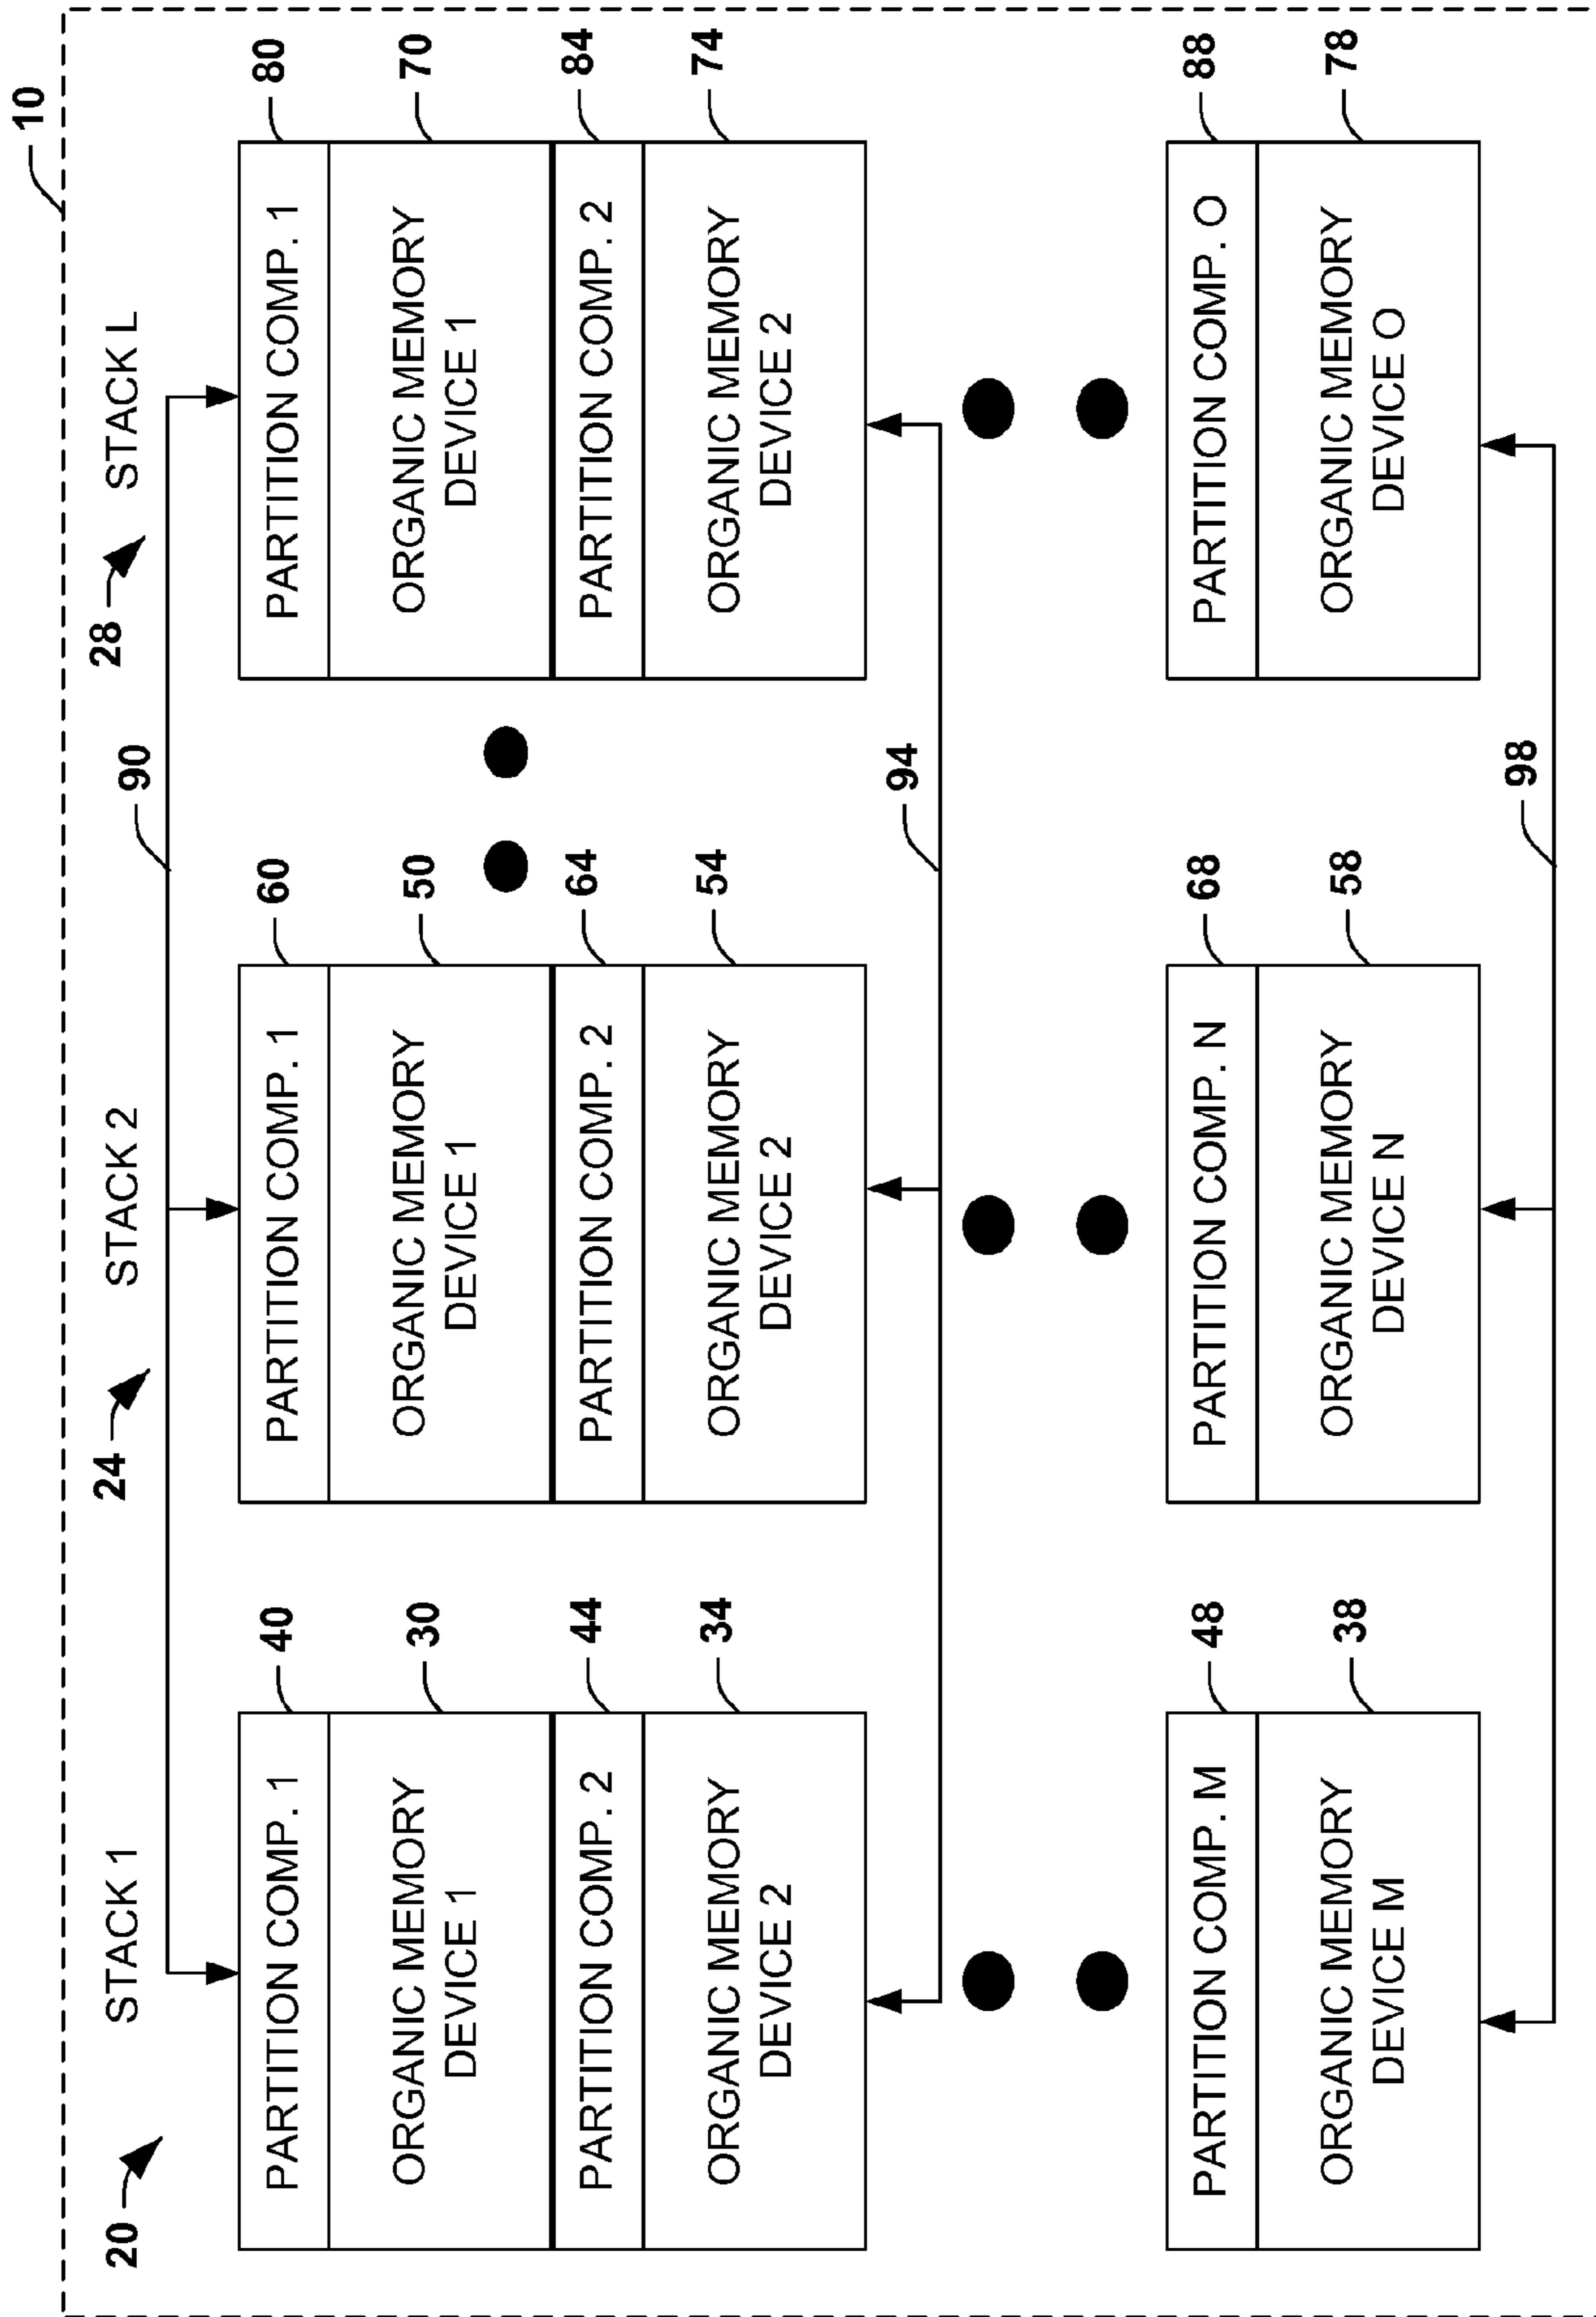 10
20
STACK 1
24
STACK 2
28
STACK L
90
PARTITION COMP. 1
40
PARTITION COMP. 1
60
PARTITION COMP. 1
80
ORGANIC MEMORY
DEVICE 1
30
ORGANIC MEMORY
DEVICE 1
50
ORGANIC MEMORY
DEVICE 1
70
PARTITION COMP. 2
44
PARTITION COMP. 2
64
PARTITION COMP. 2
84
ORGANIC MEMORY
DEVICE 2
34
ORGANIC MEMORY
DEVICE 2
54
ORGANIC MEMORY
DEVICE 2
74
94
PARTITION COMP. M
48
PARTITION COMP. N
68
PARTITION COMP. O
88
ORGANIC MEMORY
DEVICE M
38
ORGANIC MEMORY
DEVICE N
58
ORGANIC MEMORY
DEVICE O
78
98